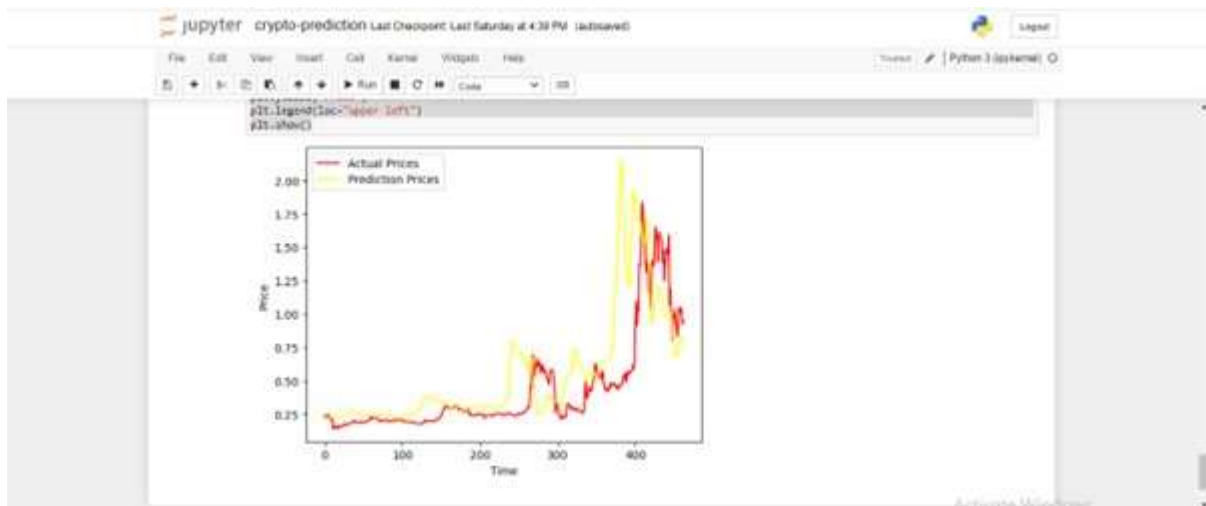 jupyter crypto-prediction Last Checkpoint: Last Saturday at 4:39 PM (autosaved)
Logout
File Edit View Insert Cell Kernel Widgets Help
Trusted Python 3 (ipykernel)
Run Code
plt.legend(loc="upper left")
plt.show()
Actual Prices
Prediction Prices
2.00
1.75
1.50
1.25
1.00
0.75
0.50
0.25
Price
0 100 200 300 400
Time
Activate Windows